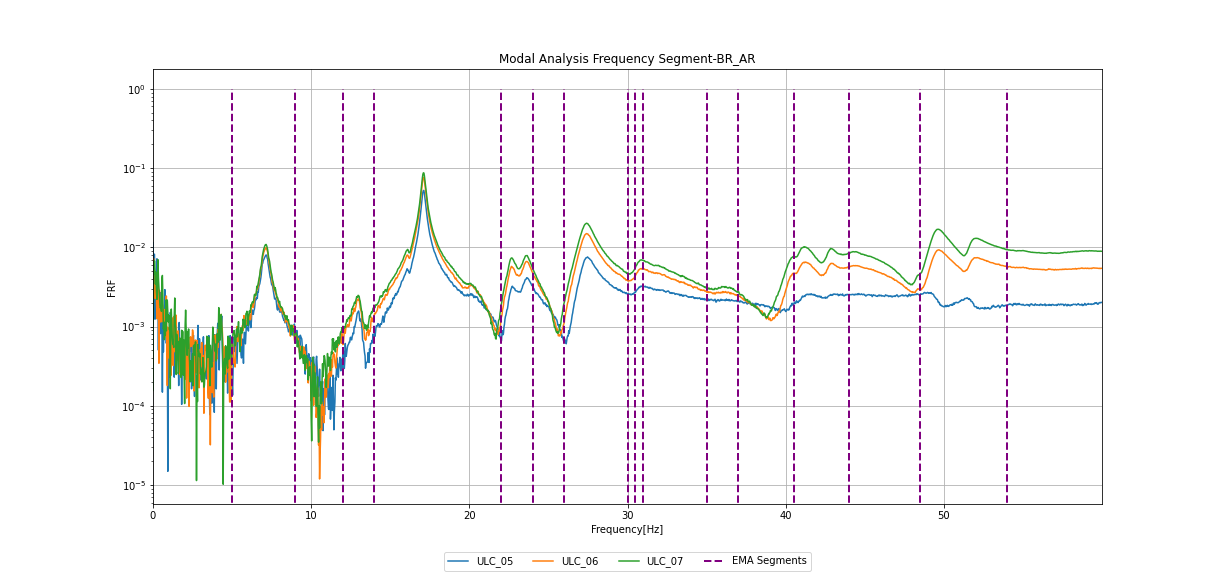 Modal Analysis Frequency Segment-BR_AR
10⁰
10⁻¹
10⁻²
10⁻³
10⁻⁴
10⁻⁵
FRF
0 10 20 30 40 50
Frequency[Hz]
ULC_05 ULC_06 ULC_07 EMA Segments